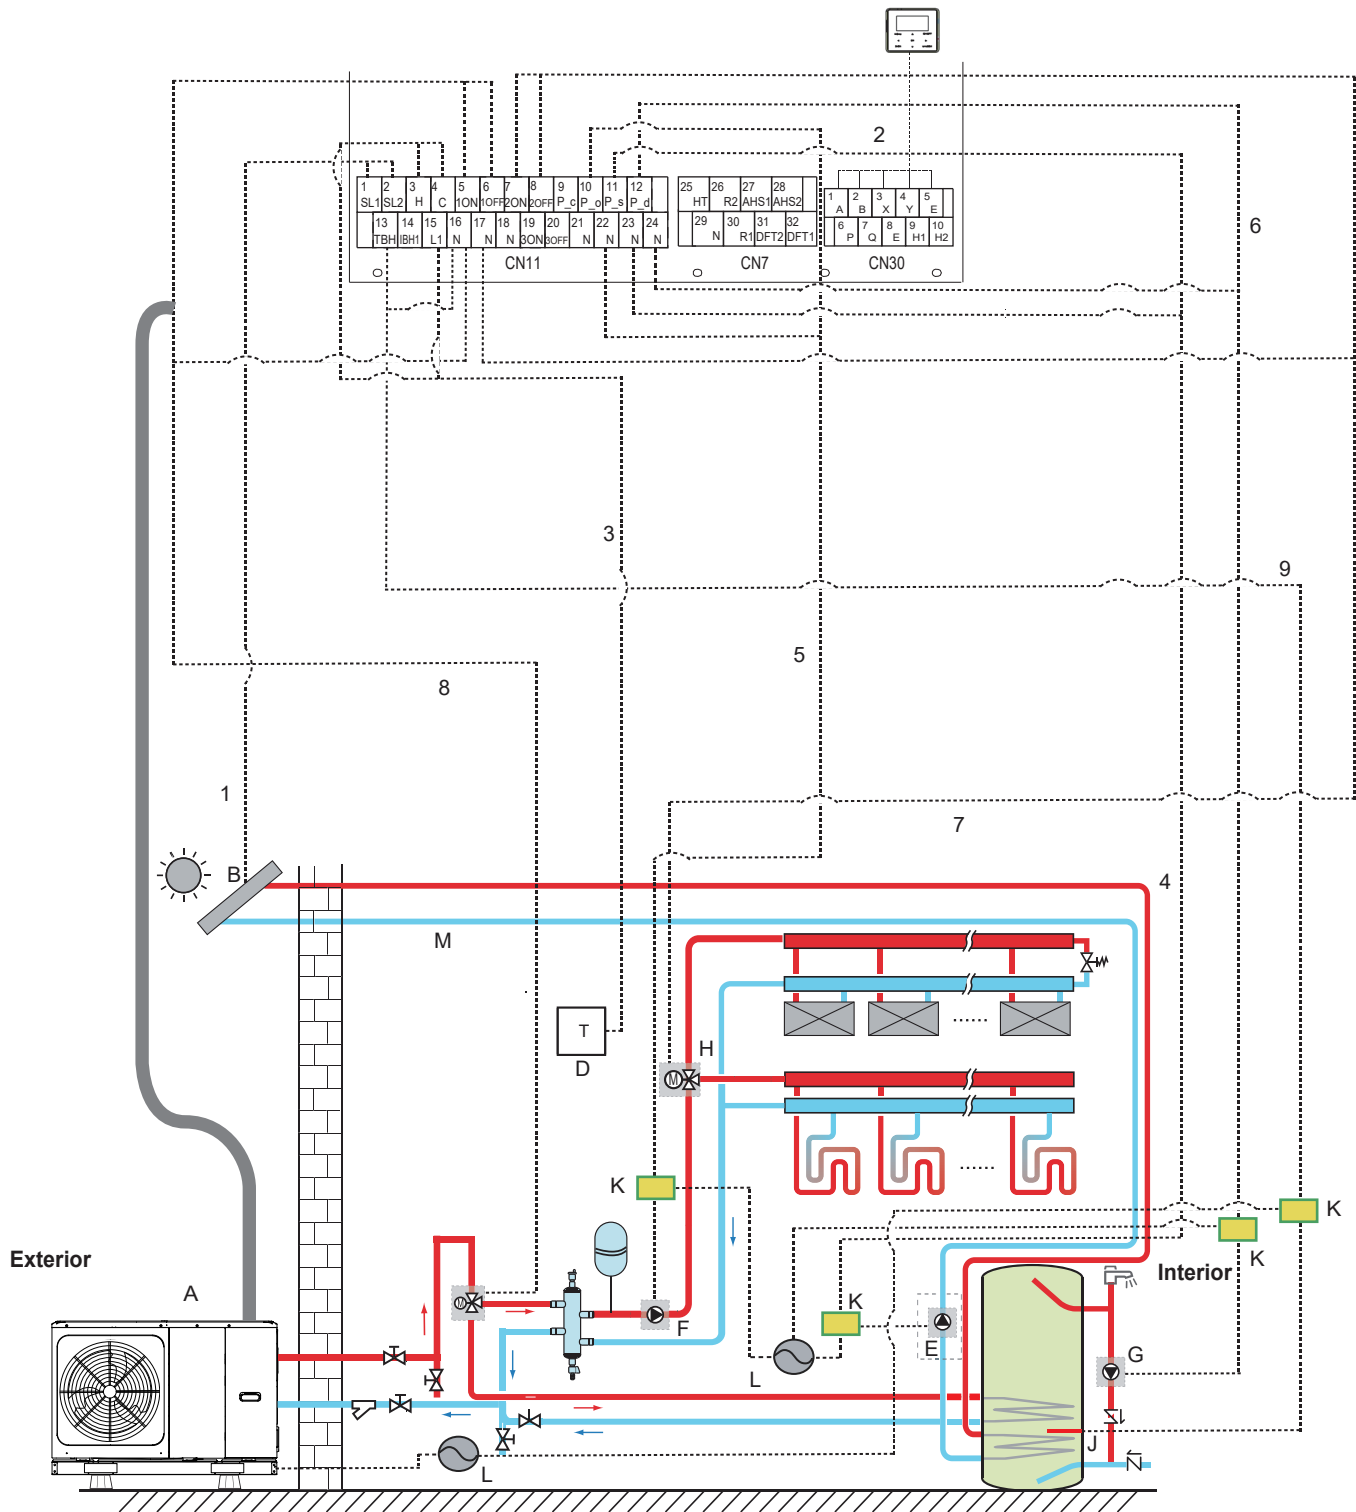 2
1 2 3 4 5 6 7 8 9 10 11 12
SL1 SL2 H C 1ON 1OFF 2ON 2OFF P_c P_o P_s P_d
13 14 15 16 17 18 19 20 21 22 23 24
TBH IBH1 L1 N N N 3ON 3OFF N N N N
CN11
25 26 27 28
HT R2 AHS1 AHS2
29 30 31 32
N R1 DFT2 DFT1
CN7
1 2 3 4 5
A B X Y E
6 7 8 9 10
P Q E H1 H2
CN30
6
3
9
5
8
1
7
B
4
M
T
D
H
M
K
K
K
Exterior
Interior
A
M
K
F
E
G
L
J
L